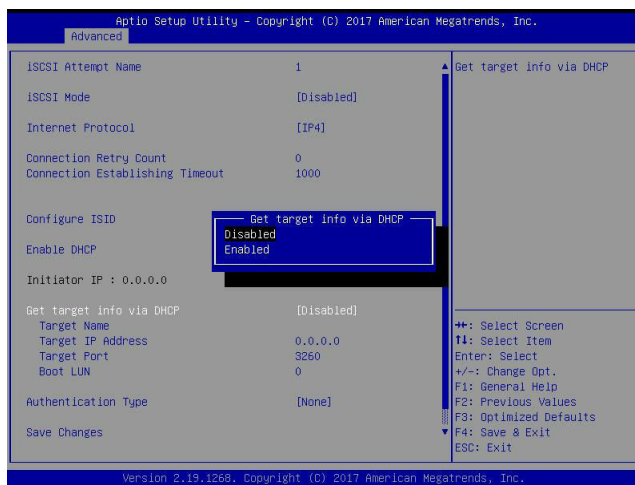 Aptio Setup Utility – Copyright (C) 2017 American Megatrends, Inc.
Advanced
iSCSI Attempt Name 1
iSCSI Mode [Disabled]
Internet Protocol [IP4]
Connection Retry Count 0
Connection Establishing Timeout 1000
Configure ISID
Enable DHCP
Initiator IP : 0.0.0.0
Get target info via DHCP [Disabled]
Target Name
Target IP Address 0.0.0.0
Target Port 3260
Boot LUN 0
Authentication Type [None]
Save Changes
Get target info via DHCP
Disabled
Enabled
Get target info via DHCP
→←: Select Screen
↑↓: Select Item
Enter: Select
+/-: Change Opt.
F1: General Help
F2: Previous Values
F3: Optimized Defaults
F4: Save & Exit
ESC: Exit
Version 2.19.1268. Copyright (C) 2017 American Megatrends, Inc.